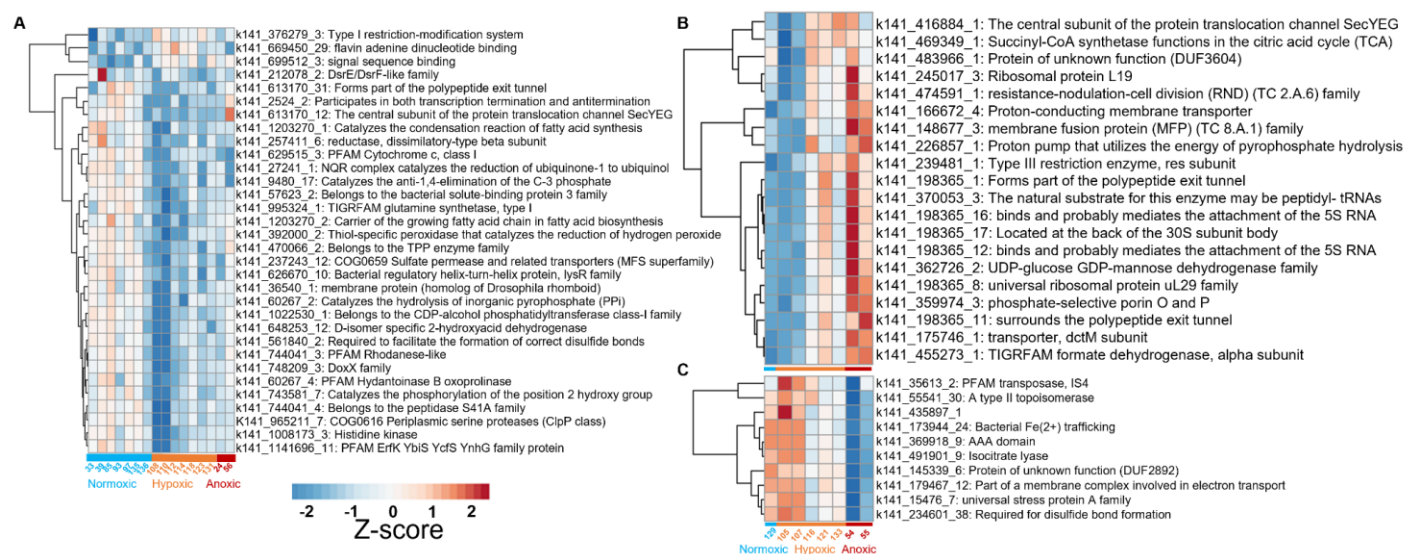 A
k141_376279_3: Type I restriction-modification system
k141_669450_29: flavin adenine dinucleotide binding
k141_699512_3: signal sequence binding
k141_212078_2: DsrE/DsrF-like family
k141_613170_31: Forms part of the polypeptide exit tunnel
k141_2524_2: Participates in both transcription termination and antitermination
k141_613170_12: The central subunit of the protein translocation channel SecYEG
k141_1203270_1: Catalyzes the condensation reaction of fatty acid synthesis
k141_257411_6: reductase, dissimilatory-type beta subunit
k141_629515_3: PFAM Cytochrome c, class I
k141_27241_1: NQR complex catalyzes the reduction of ubiquinone-1 to ubiquinol
k141_9480_17: Catalyzes the anti-1,4-elimination of the C-3 phosphate
k141_57623_2: Belongs to the bacterial solute-binding protein 3 family
k141_995324_1: TIGRFAM glutamine synthetase, type I
k141_1203270_2: Carrier of the growing fatty acid chain in fatty acid biosynthesis
k141_392000_2: Thiol-specific peroxidase that catalyzes the reduction of hydrogen peroxide
k141_470066_2: Belongs to the TPP enzyme family
k141_237243_12: COG0659 Sulfate permease and related transporters (MFS superfamily)
k141_626670_10: Bacterial regulatory helix-turn-helix protein, lysR family
k141_36540_1: membrane protein (homolog of Drosophila rhomboid)
k141_60267_2: Catalyzes the hydrolysis of inorganic pyrophosphate (PPi)
k141_1022530_1: Belongs to the CDP-alcohol phosphatidyltransferase class-I family
k141_648253_12: D-isomer specific 2-hydroxyacid dehydrogenase
k141_561840_2: Required to facilitate the formation of correct disulfide bonds
k141_744041_3: PFAM Rhodanese-like
k141_748209_3: DoxX family
k141_60267_4: PFAM Hydantoinase B oxoprolinase
k141_743581_7: Catalyzes the phosphorylation of the position 2 hydroxy group
k141_744041_4: Belongs to the peptidase S41A family
k141_965211_7: COG0616 Periplasmic serine proteases (ClpP class)
k141_1008173_3: Histidine kinase
k141_1141696_11: PFAM ErfK YbiS YcfS YnhG family protein
33 39 93 97 136 108 110 114 118 24 56
Normoxic Hypoxic Anoxic
-2 -1 0 1 2
Z-score
B
k141_416884_1: The central subunit of the protein translocation channel SecYEG
k141_469349_1: Succinyl-CoA synthetase functions in the citric acid cycle (TCA)
k141_483966_1: Protein of unknown function (DUF3604)
k141_245017_3: Ribosomal protein L19
k141_474591_1: resistance-nodulation-cell division (RND) (TC 2.A.6) family
k141_166672_4: Proton-conducting membrane transporter
k141_148677_3: membrane fusion protein (MFP) (TC 8.A.1) family
k141_226857_1: Proton pump that utilizes the energy of pyrophosphate hydrolysis
k141_239481_1: Type III restriction enzyme, res subunit
k141_198365_1: Forms part of the polypeptide exit tunnel
k141_370053_3: The natural substrate for this enzyme may be peptidyl- tRNAs
k141_198365_16: binds and probably mediates the attachment of the 5S RNA
k141_198365_17: Located at the back of the 30S subunit body
k141_198365_12: binds and probably mediates the attachment of the 5S RNA
k141_362726_2: UDP-glucose GDP-mannose dehydrogenase family
k141_198365_8: universal ribosomal protein uL29 family
k141_359974_3: phosphate-selective porin O and P
k141_198365_11: surrounds the polypeptide exit tunnel
k141_175746_1: transporter, dctM subunit
k141_455273_1: TIGRFAM formate dehydrogenase, alpha subunit
C
k141_35613_2: PFAM transposase, IS4
k141_55541_30: A type II topoisomerase
k141_435897_1
k141_173944_24: Bacterial Fe(2+) trafficking
k141_369918_9: AAA domain
k141_491901_9: Isocitrate lyase
k141_145339_6: Protein of unknown function (DUF2892)
k141_179467_12: Part of a membrane complex involved in electron transport
k141_15476_7: universal stress protein A family
k141_234601_38: Required for disulfide bond formation
129 105 107 116 121 133 54 55
Normoxic Hypoxic Anoxic